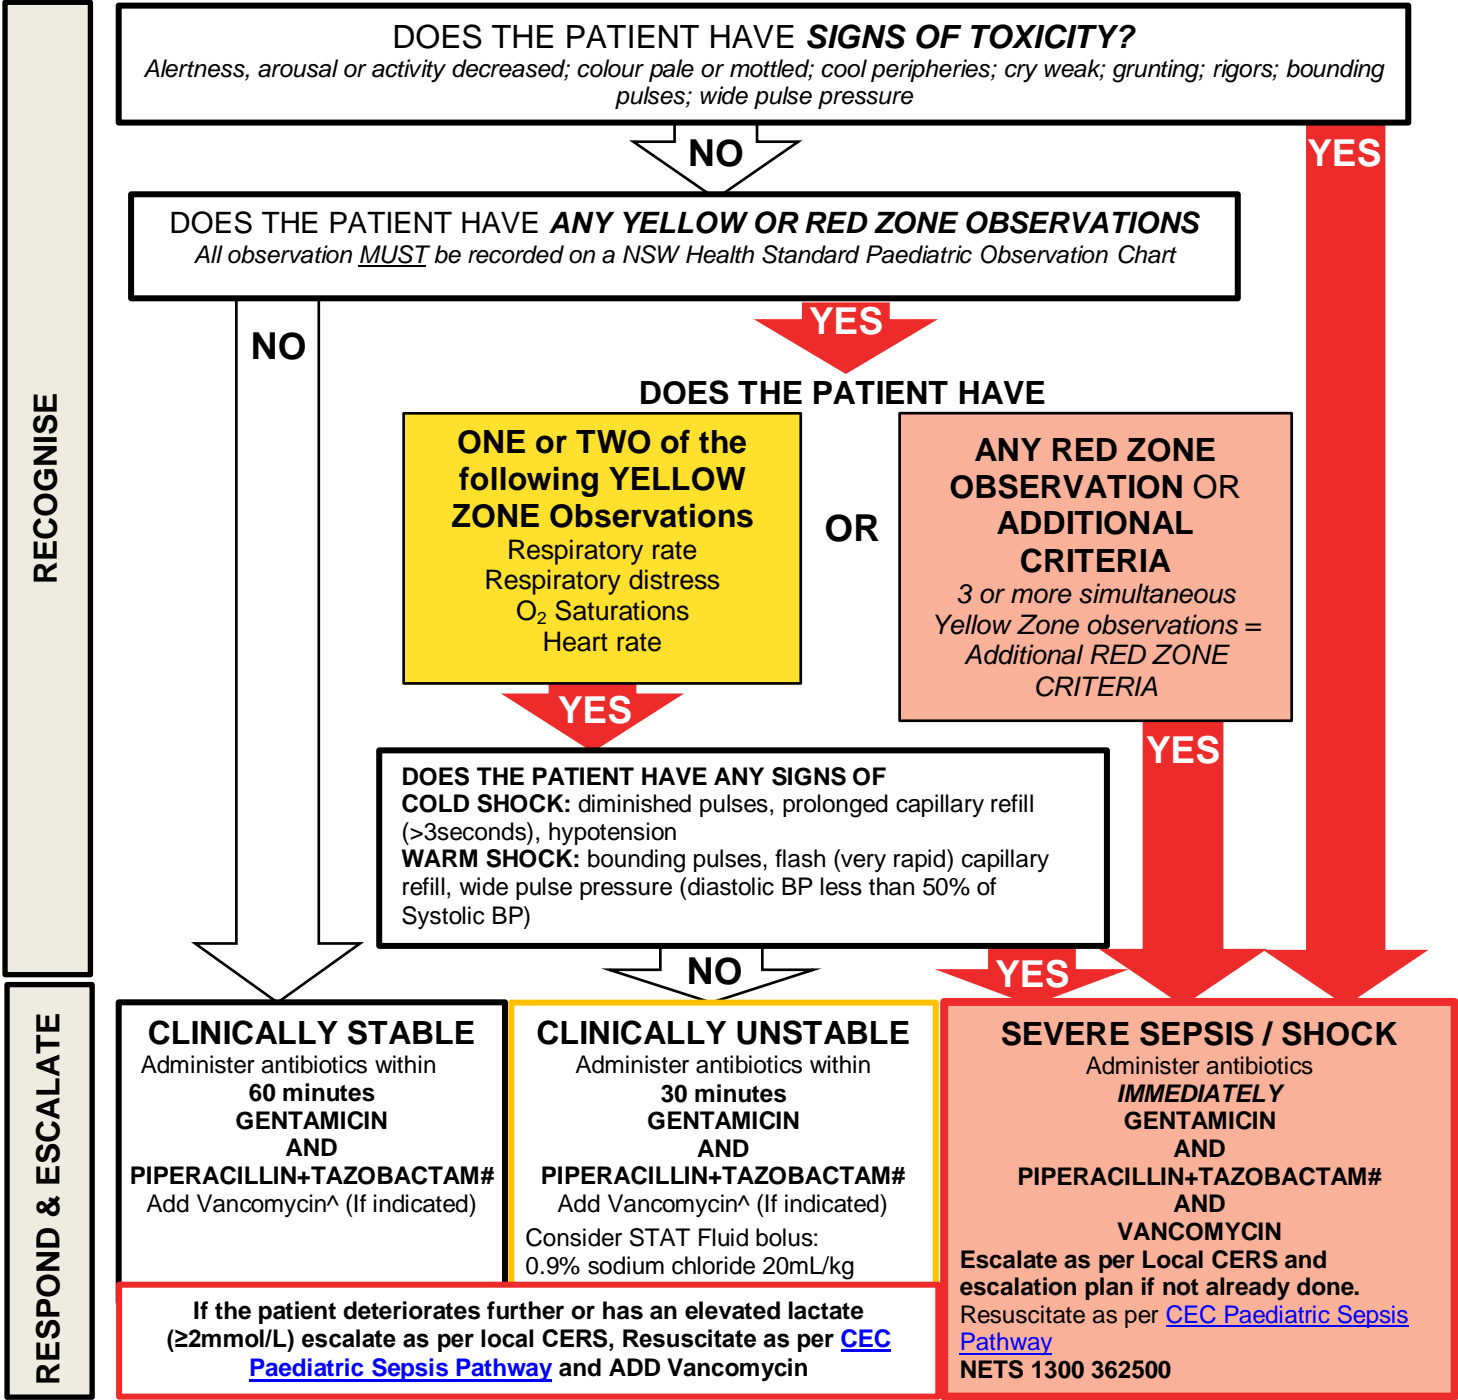 DOES THE PATIENT HAVE SIGNS OF TOXICITY?
Alertness, arousal or activity decreased; colour pale or mottled; cool peripheries; cry weak; grunting; rigors; bounding
pulses; wide pulse pressure
NO
YES
DOES THE PATIENT HAVE ANY YELLOW OR RED ZONE OBSERVATIONS
All observation MUST be recorded on a NSW Health Standard Paediatric Observation Chart
NO
YES
RECOGNISE
DOES THE PATIENT HAVE
ONE or TWO of the
following YELLOW
ZONE Observations
Respiratory rate
Respiratory distress
O₂ Saturations
Heart rate
OR
ANY RED ZONE
OBSERVATION OR
ADDITIONAL
CRITERIA
3 or more simultaneous
Yellow Zone observations =
Additional RED ZONE
CRITERIA
YES
YES
DOES THE PATIENT HAVE ANY SIGNS OF
COLD SHOCK: diminished pulses, prolonged capillary refill
(>3seconds), hypotension
WARM SHOCK: bounding pulses, flash (very rapid) capillary
refill, wide pulse pressure (diastolic BP less than 50% of
Systolic BP)
NO
YES
RESPOND & ESCALATE
CLINICALLY STABLE
Administer antibiotics within
60 minutes
GENTAMICIN
AND
PIPERACILLIN+TAZOBACTAM#
Add Vancomycin^ (If indicated)
CLINICALLY UNSTABLE
Administer antibiotics within
30 minutes
GENTAMICIN
AND
PIPERACILLIN+TAZOBACTAM#
Add Vancomycin^ (If indicated)
Consider STAT Fluid bolus:
0.9% sodium chloride 20mL/kg
SEVERE SEPSIS / SHOCK
Administer antibiotics
IMMEDIATELY
GENTAMICIN
AND
PIPERACILLIN+TAZOBACTAM#
AND
VANCOMYCIN
Escalate as per Local CERS and
escalation plan if not already done.
Resuscitate as per CEC Paediatric Sepsis
Pathway
NETS 1300 362500
If the patient deteriorates further or has an elevated lactate
(≥2mmol/L) escalate as per local CERS, Resuscitate as per CEC
Paediatric Sepsis Pathway and ADD Vancomycin